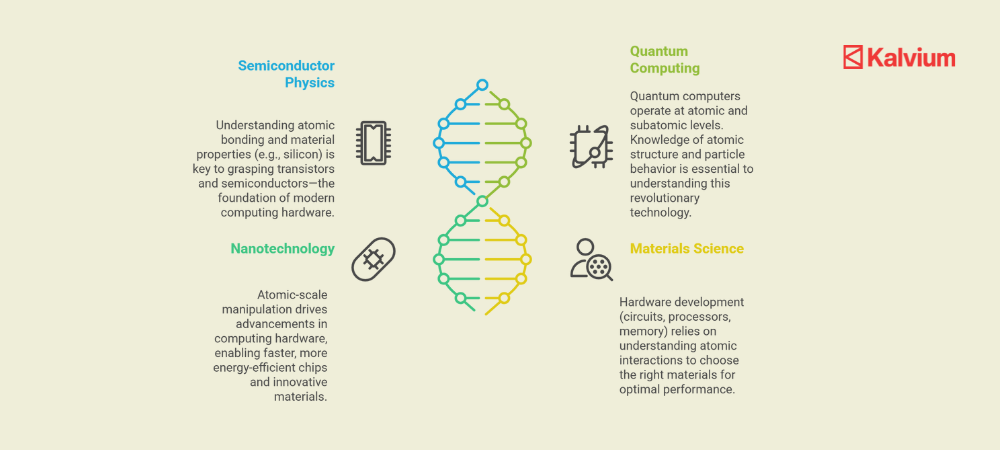 Semiconductor
Physics
Understanding atomic
bonding and material
properties (e.g., silicon) is
key to grasping transistors
and semiconductors—the
foundation of modern
computing hardware.
Quantum
Computing
Quantum computers
operate at atomic and
subatomic levels.
Knowledge of atomic
structure and particle
behavior is essential to
understanding this
revolutionary
technology.
Kalvium
Nanotechnology
Atomic-scale
manipulation drives
advancements in
computing hardware,
enabling faster, more
energy-efficient chips
and innovative
materials.
Materials Science
Hardware development
(circuits, processors,
memory) relies on
understanding atomic
interactions to choose
the right materials for
optimal performance.